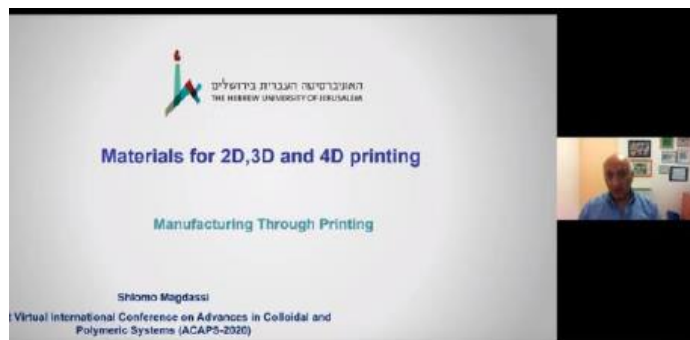 האוניברסיטה העברית בירושלים
THE HEBREW UNIVERSITY OF JERUSALEM
Materials for 2D,3D and 4D printing
Manufacturing Through Printing
Shlomo Magdassi
Virtual International Conference on Advances in Colloidal and
Polymeric Systems (ACAPS-2020)